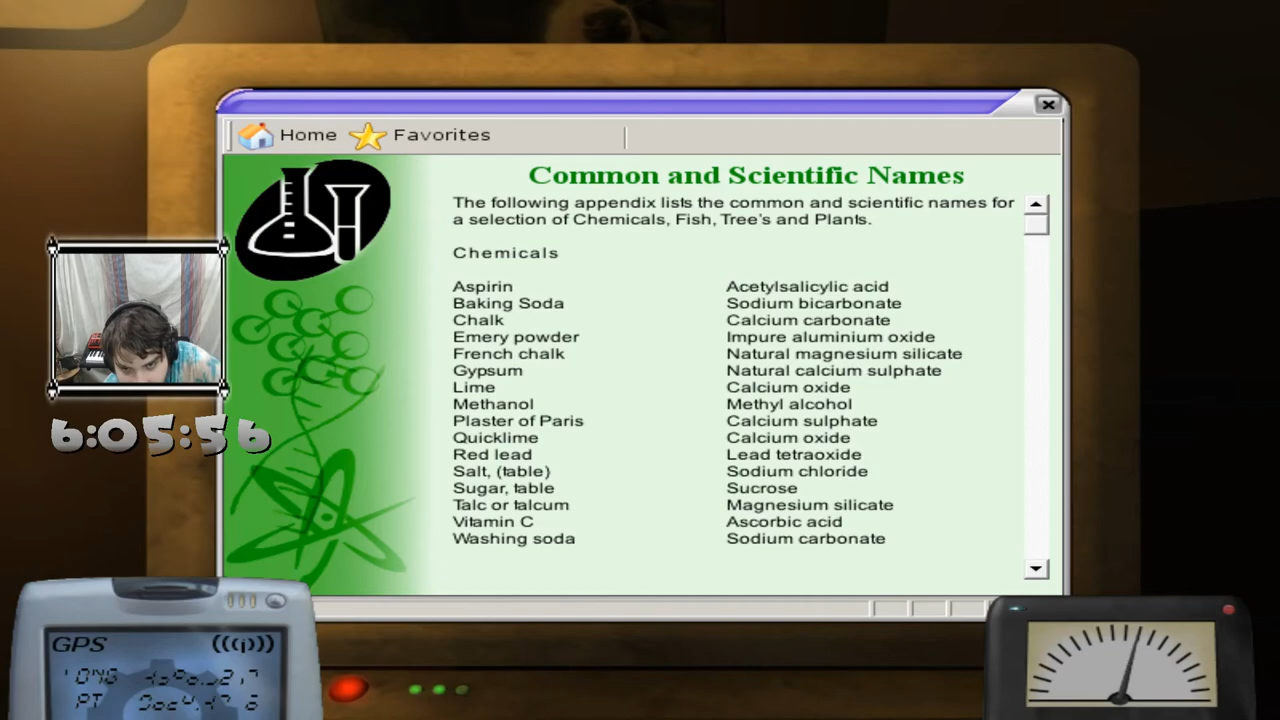 Home Favorites
Common and Scientific Names
The following appendix lists the common and scientific names for
a selection of Chemicals, Fish, Tree's and Plants.
Chemicals
Aspirin Acetylsalicylic acid
Baking Soda Sodium bicarbonate
Chalk Calcium carbonate
Emery powder Impure aluminium oxide
French chalk Natural magnesium silicate
Gypsum Natural calcium sulphate
Lime Calcium oxide
Methanol Methyl alcohol
Plaster of Paris Calcium sulphate
Quicklime Calcium oxide
Red lead Lead tetraoxide
Salt, (table) Sodium chloride
Sugar, table Sucrose
Talc or talcum Magnesium silicate
Vitamin C Ascorbic acid
Washing soda Sodium carbonate
6:05:56
GPS